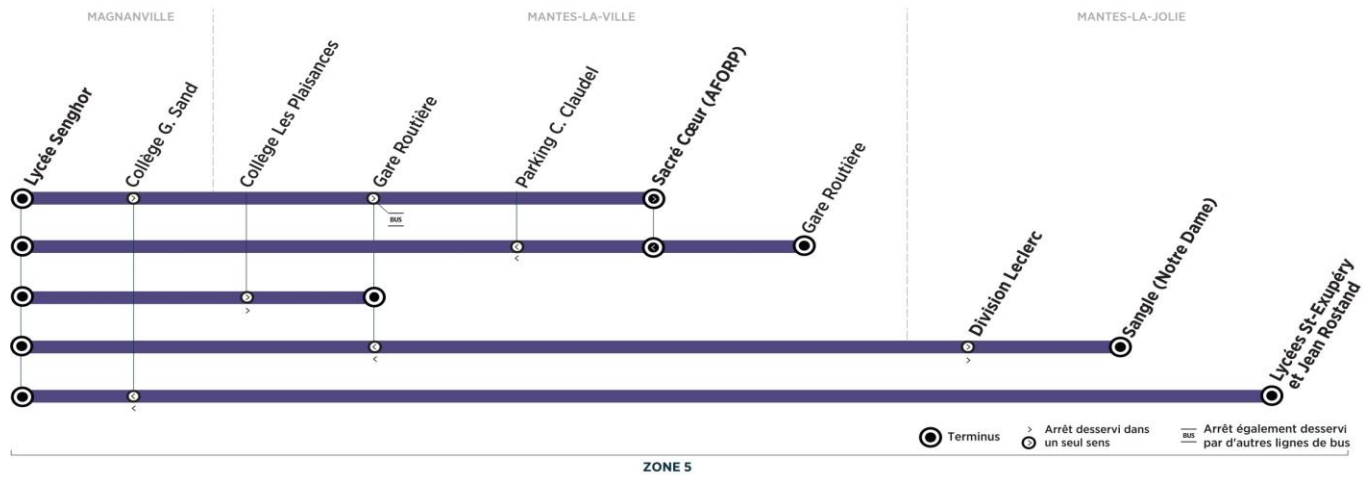 MAGNANVILLE
MANTES-LA-VILLE
MANTES-LA-JOLIE
Lycée Senghor
Collège G. Sand
Collège Les Plaisances
Gare Routière
Parking C. Claudel
Sacré Cœur (AFORP)
Gare Routière
Division Leclerc
Sangle (Notre Dame)
Lycées St-Exupéry
et Jean Rostand
BUS
Terminus
Arrêt desservi dans
un seul sens
BUS
Arrêt également desservi
par d'autres lignes de bus
ZONE 5